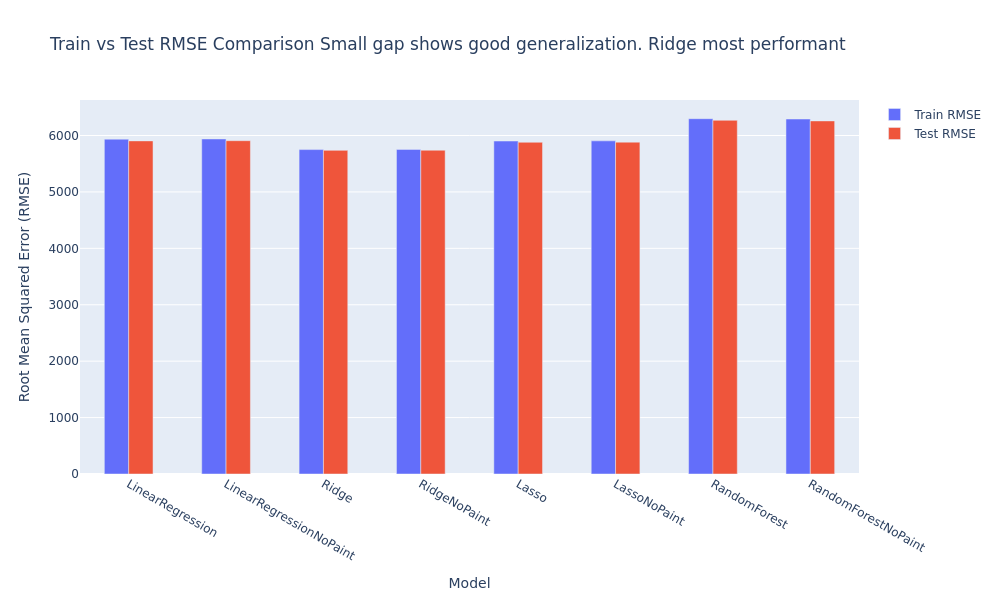 Train vs Test RMSE Comparison Small gap shows good generalization. Ridge most performant
Train RMSE
Test RMSE
Root Mean Squared Error (RMSE)
6000
5000
4000
3000
2000
1000
0
LinearRegression
LinearRegressionNoPaint
Ridge
RidgeNoPaint
Lasso
LassoNoPaint
RandomForest
RandomForestNoPaint
Model